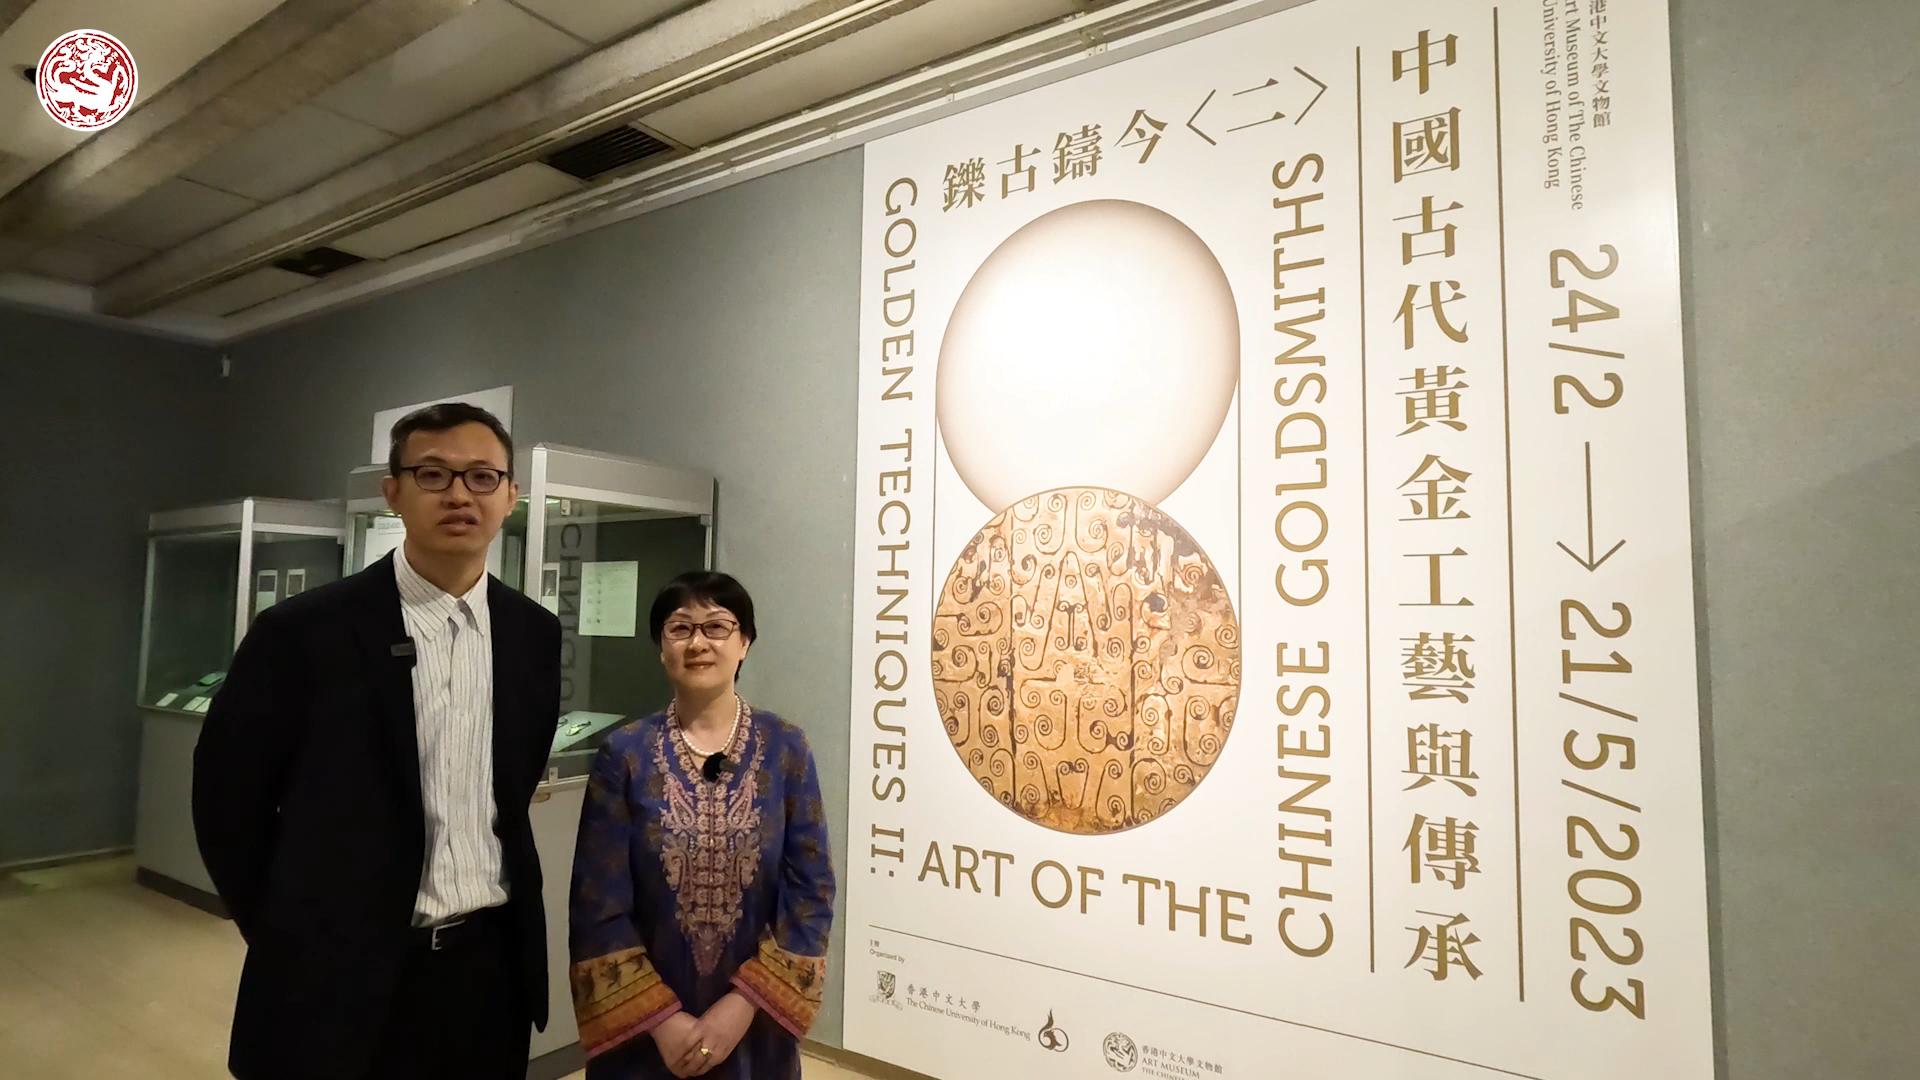 鑠古鑄今〈二〉
GOLDEN TECHNIQUES II:
ART OF THE
CHINESE GOLDSMITHS
中國古代黃金工藝與傳承
港中文大學文物館
Art Museum of The Chinese
University of Hong Kong
24/2 → 21/5/2023
主辦
Organized by
香港中文大學
The Chinese University of Hong Kong
香港中文大學文物館
ART MUSEUM